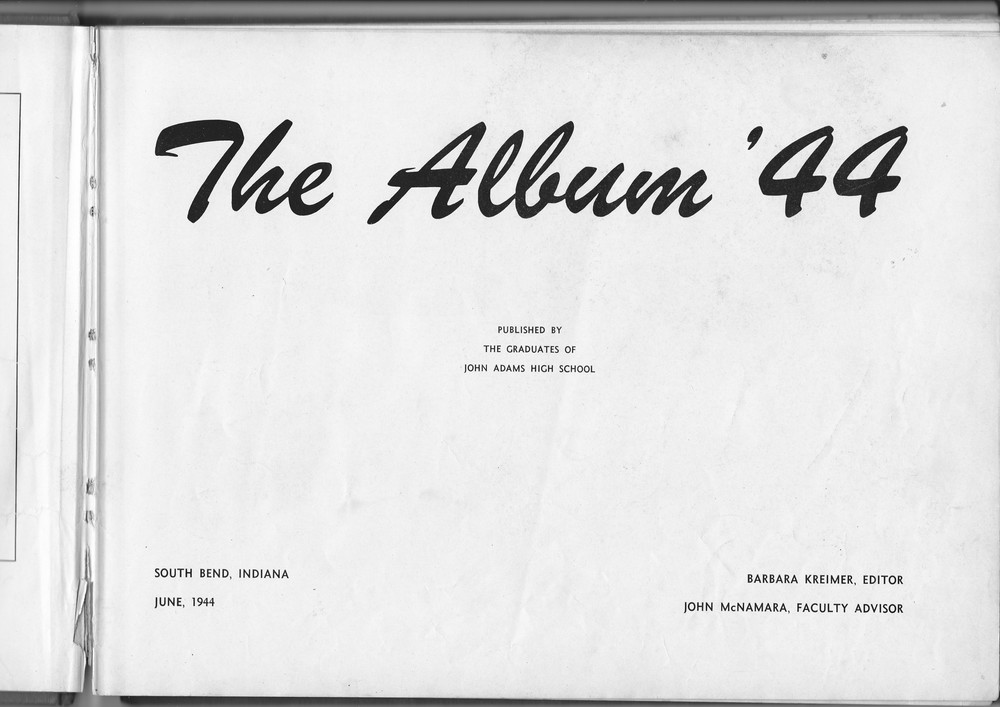 The Album '44
PUBLISHED BY
THE GRADUATES OF
JOHN ADAMS HIGH SCHOOL
SOUTH BEND, INDIANA
JUNE, 1944
BARBARA KREIMER, EDITOR
JOHN McNAMARA, FACULTY ADVISOR